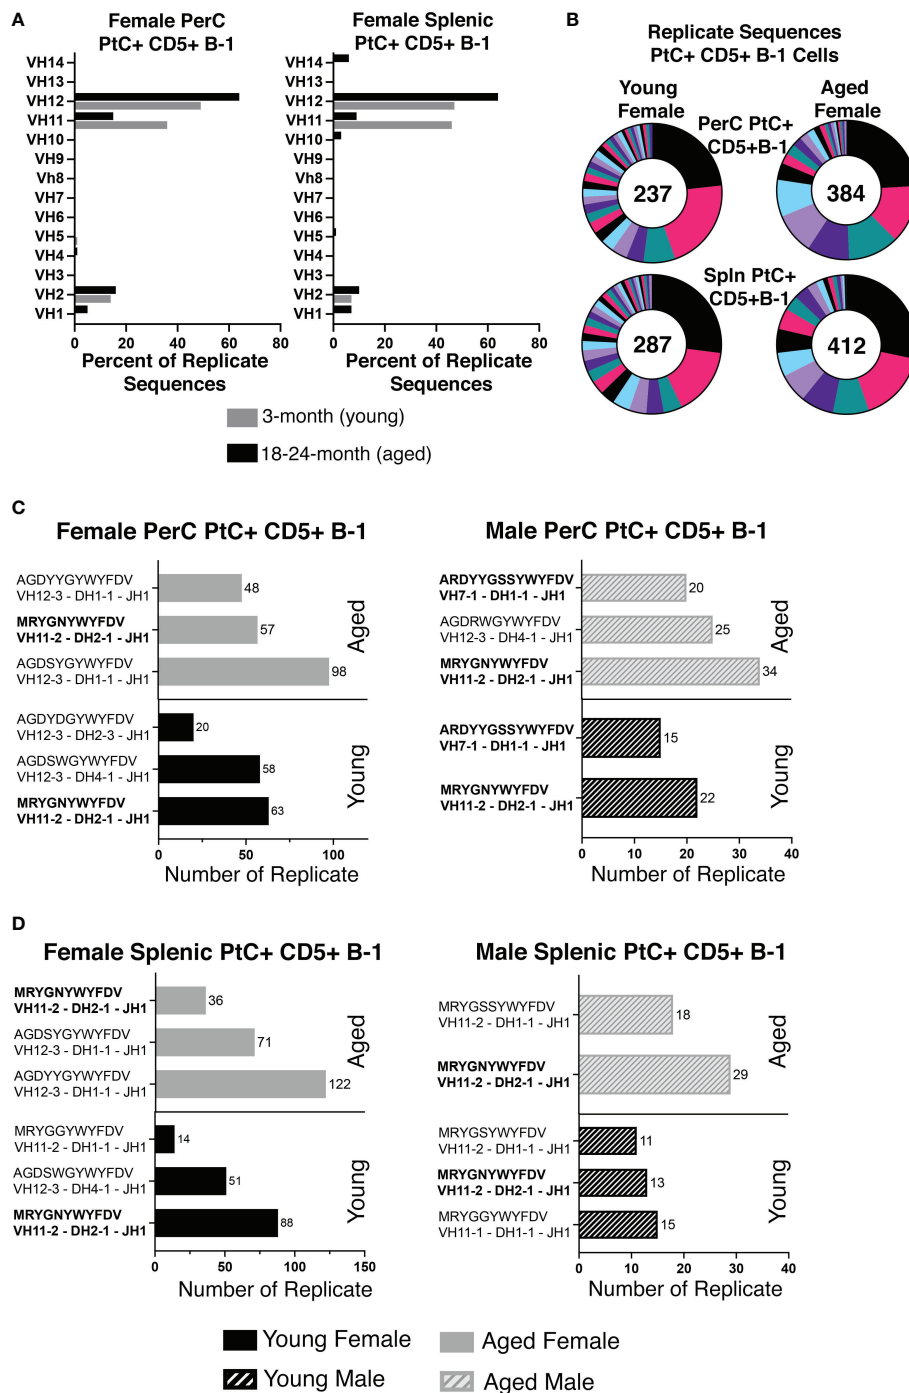 A
Female PerC
PtC+ CD5+ B-1
VH14
VH13
VH12
VH11
VH10
VH9
Vh8
VH7
VH6
VH5
VH4
VH3
VH2
VH1
0 20 40 60 80
Percent of Replicate
Sequences
Female Splenic
PtC+ CD5+ B-1
VH14
VH13
VH12
VH11
VH10
VH9
Vh8
VH7
VH6
VH5
VH4
VH3
VH2
VH1
0 20 40 60 80
Percent of Replicate
Sequences
3-month (young)
18-24-month (aged)
B
Replicate Sequences
PtC+ CD5+ B-1 Cells
Young
Female
Aged
Female
PerC PtC+
CD5+B-1
237
384
Spln PtC+
CD5+B-1
287
412
C
Female PerC PtC+ CD5+ B-1
AGDYYGYWYFDV
VH12-3 - DH1-1 - JH1
48
MRYGNYWYFDV
VH11-2 - DH2-1 - JH1
57
AGDSYGYWYFDV
VH12-3 - DH1-1 - JH1
98
Aged
AGDYDGYWYFDV
VH12-3 - DH2-3 - JH1
20
AGDSWGYWYFDV
VH12-3 - DH4-1 - JH1
58
MRYGNYWYFDV
VH11-2 - DH2-1 - JH1
63
Young
0 50 100
Number of Replicate
Male PerC PtC+ CD5+ B-1
ARDYYGSSYWYFDV
VH7-1 - DH1-1 - JH1
20
AGDRWGYWYFDV
VH12-3 - DH4-1 - JH1
25
MRYGNYWYFDV
VH11-2 - DH2-1 - JH1
34
Aged
ARDYYGSSYWYFDV
VH7-1 - DH1-1 - JH1
15
MRYGNYWYFDV
VH11-2 - DH2-1 - JH1
22
Young
0 10 20 30 40
Number of Replicate
D
Female Splenic PtC+ CD5+ B-1
MRYGNYWYFDV
VH11-2 - DH2-1 - JH1
36
AGDSYGYWYFDV
VH12-3 - DH1-1 - JH1
71
AGDYYGYWYFDV
VH12-3 - DH1-1 - JH1
122
Aged
MRYGGYWYFDV
VH11-2 - DH1-1 - JH1
14
AGDSWGYWYFDV
VH12-3 - DH4-1 - JH1
51
MRYGNYWYFDV
VH11-2 - DH2-1 - JH1
88
Young
0 50 100 150
Number of Replicate
Male Splenic PtC+ CD5+ B-1
MRYGSSYWYFDV
VH11-2 - DH1-1 - JH1
18
MRYGNYWYFDV
VH11-2 - DH2-1 - JH1
29
Aged
MRYGSYWYFDV
VH11-2 - DH1-1 - JH1
11
MRYGNYWYFDV
VH11-2 - DH2-1 - JH1
13
MRYGGYWYFDV
VH11-1 - DH1-1 - JH1
15
Young
0 10 20 30 40
Number of Replicate
Young Female
Aged Female
Young Male
Aged Male